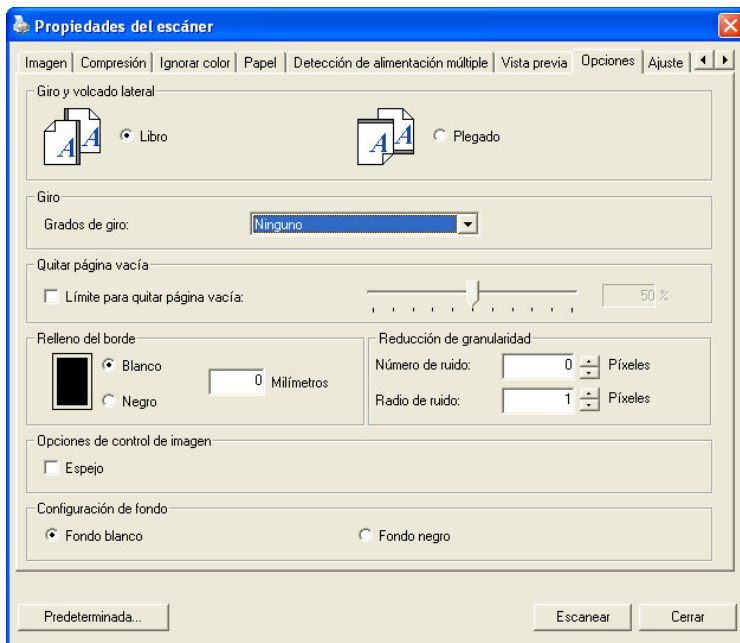 Propiedades del escáner
Imagen Compresión Ignorar color Papel Detección de alimentación múltiple Vista previa Opciones Ajuste
Giro y volcado lateral
A A Libro A A Plegado
Giro
Grados de giro: Ninguno
Quitar página vacía
Límite para quitar página vacía: 50 %
Relleno del borde
Blanco
0 Milímetros
Negro
Reducción de granularidad
Número de ruido: 0 Píxeles
Radio de ruido: 1 Píxeles
Opciones de control de imagen
Espejo
Configuración de fondo
Fondo blanco Fondo negro
Predeterminada... Escanear Cerrar